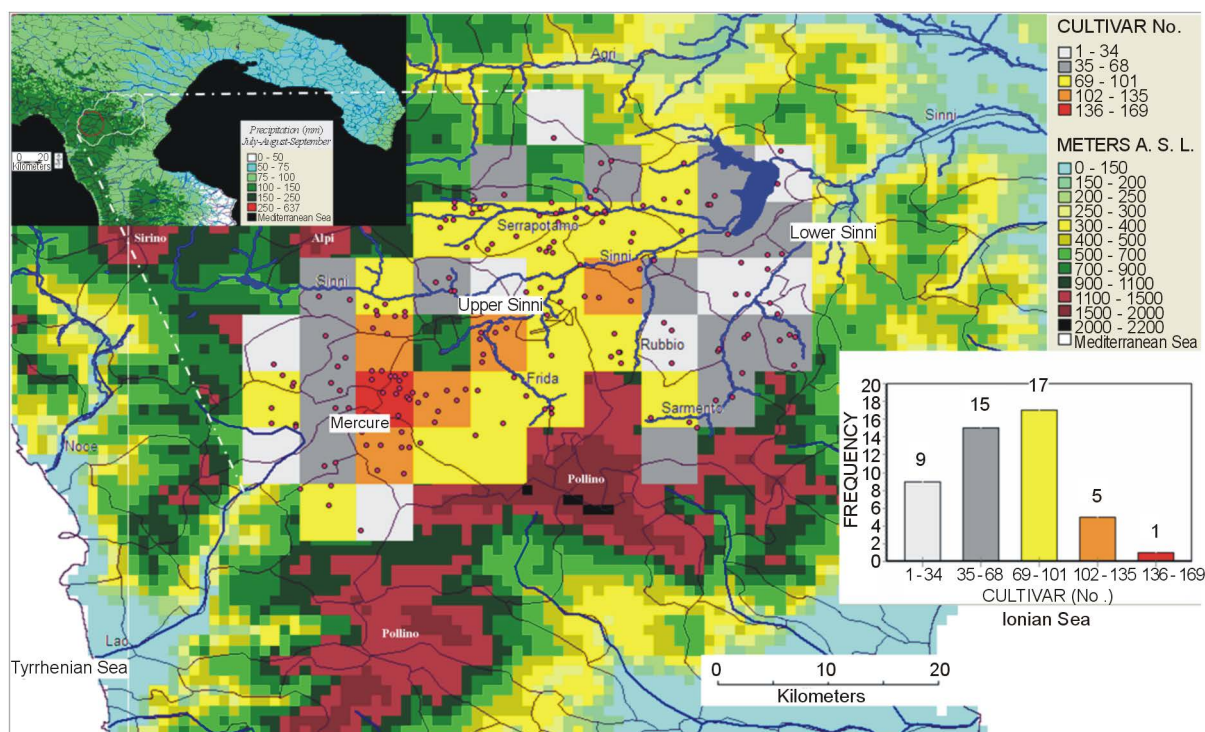 Precipitation (mm)
July-August-September
0 - 50
50 - 75
75 - 100
100 - 150
150 - 250
250 - 637
Mediterranean Sea
0 20
Kilometers
CULTIVAR No.
1 - 34
35 - 68
69 - 101
102 - 135
136 - 169
METERS A. S. L.
0 - 150
150 - 200
200 - 250
250 - 300
300 - 400
400 - 500
500 - 700
700 - 900
900 - 1100
1100 - 1500
1500 - 2000
2000 - 2200
Mediterranean Sea
Agri
Sinni
Serrapotamo
Lower Sinni
Sirino
Alpi
Sinni
Sinni
Upper Sinni
Rubbio
Frida
Sarmento
Mercure
Noce
Pollino
Pollino
Lao
Tyrrhenian Sea
FREQUENCY
20
18
16
14
12
10
8
6
4
2
0
9
15
17
5
1
1 - 34
35 - 68
69 - 101
102 - 135
136 - 169
CULTIVAR (No .)
Ionian Sea
0 10 20
Kilometers